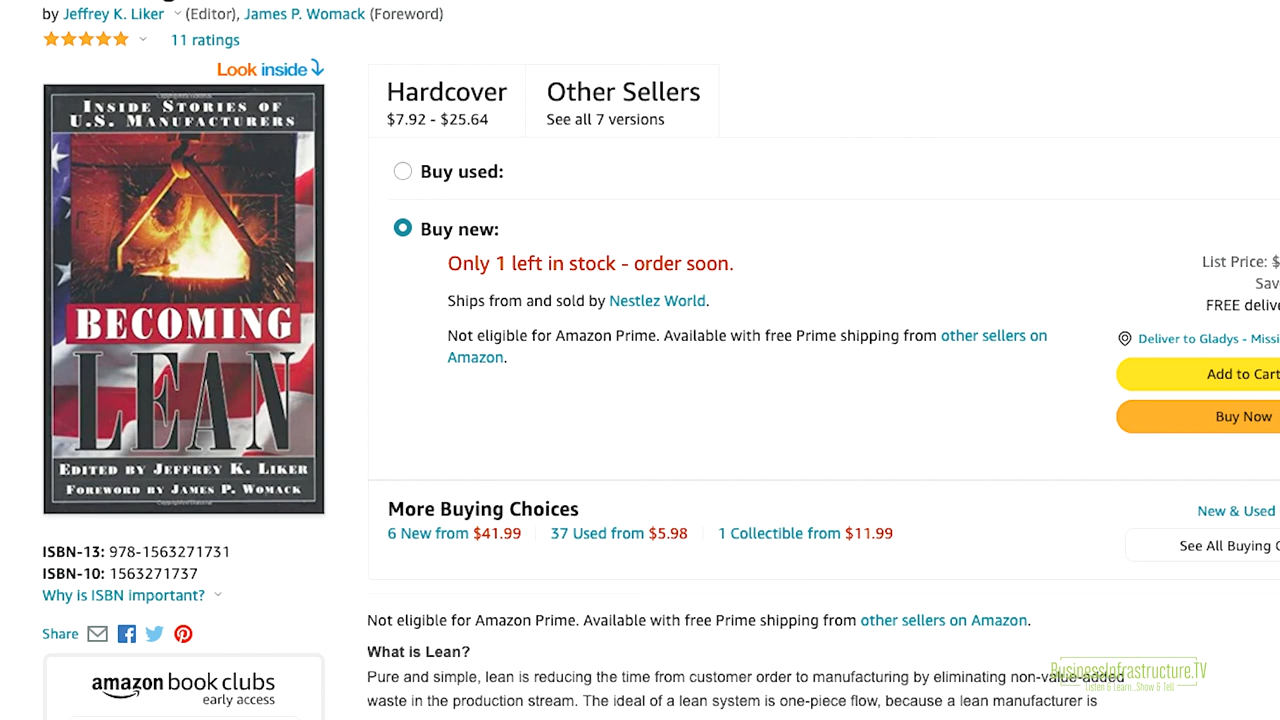 by Jeffrey K. Liker (Editor), James P. Womack (Foreword)
11 ratings
Look inside
INSIDE STORIES OF
U.S. MANUFACTURERS
BECOMING
LEAN
EDITED BY JEFFREY K. LIKER
FOREWORD BY JAMES P. WOMACK
ISBN-13: 978-1563271731
ISBN-10: 1563271737
Why is ISBN important?
Share
amazon book clubs
early access
Hardcover
$7.92 - $25.64
Other Sellers
See all 7 versions
Buy used:
Buy new:
Only 1 left in stock - order soon.
Ships from and sold by Nestlez World.
Not eligible for Amazon Prime. Available with free Prime shipping from other sellers on
Amazon.
List Price: $
Sav
FREE delive
Deliver to Gladys - Missi
Add to Cart
Buy Now
More Buying Choices
6 New from $41.99 37 Used from $5.98 1 Collectible from $11.99
New & Used
See All Buying
Not eligible for Amazon Prime. Available with free Prime shipping from other sellers on Amazon.
What is Lean?
Pure and simple, lean is reducing the time from customer order to manufacturing by eliminating non-value-added
waste in the production stream. The ideal of a lean system is one-piece flow, because a lean manufacturer is
BusinessInfrastructure.TV
Listen & Learn...Show & Tell